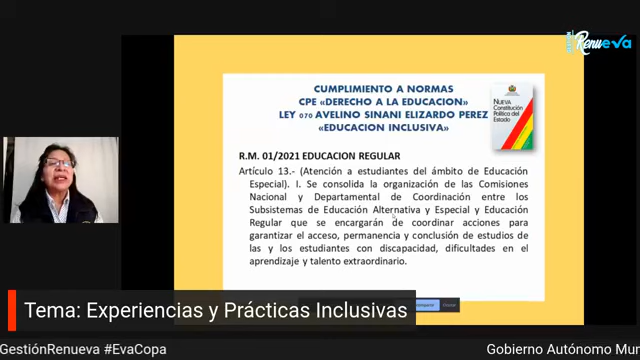 Renueva
CUMPLIMIENTO A NORMAS
CPE «DERECHO A LA EDUCACION»
LEY 070 AVELINO SINANI ELIZARDO PEREZ
«EDUCACION INCLUSIVA»
NUEVA
Constitución
Política del
Estado
R.M. 01/2021 EDUCACION REGULAR
Artículo 13.- (Atención a estudiantes del ámbito de Educación
Especial). I. Se consolida la organización de las Comisiones
Nacional y Departamental de Coordinación entre los
Subsistemas de Educación Alternativa y Especial y Educación
Regular que se encargarán de coordinar acciones para
garantizar el acceso, permanencia y conclusión de estudios de
las y los estudiantes con discapacidad, dificultades en el
aprendizaje y talento extraordinario.
Tema: Experiencias y Prácticas Inclusivas
GestiónRenueva #EvaCopa
Gobierno Autónomo Mun